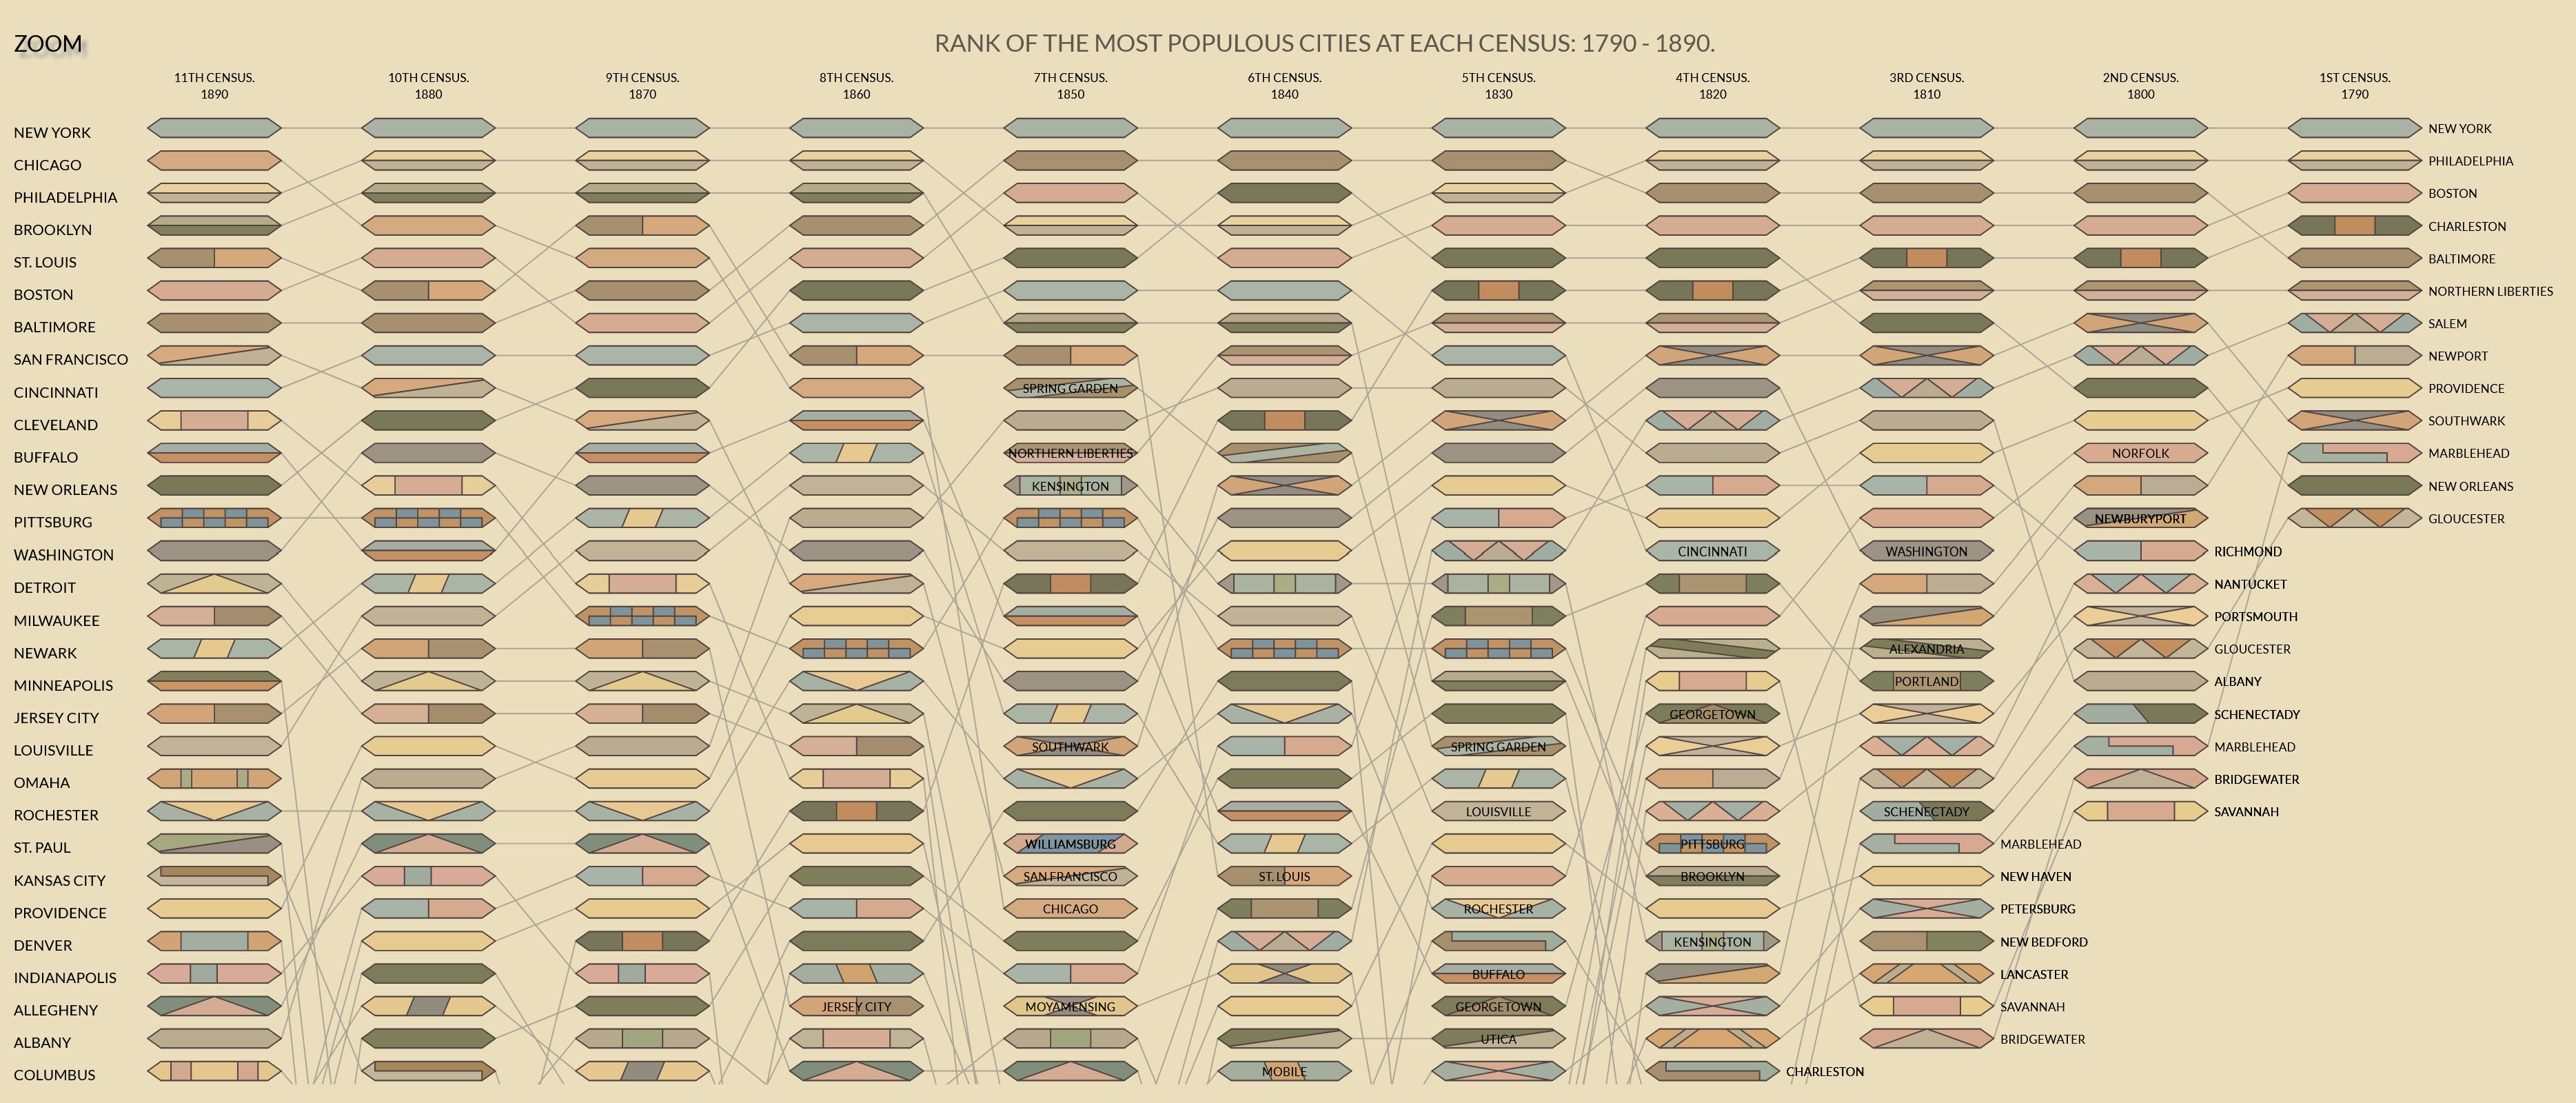 ZOOM
RANK OF THE MOST POPULOUS CITIES AT EACH CENSUS: 1790 - 1890.
11TH CENSUS. 10TH CENSUS. 9TH CENSUS. 8TH CENSUS. 7TH CENSUS. 6TH CENSUS. 5TH CENSUS. 4TH CENSUS. 3RD CENSUS. 2ND CENSUS. 1ST CENSUS.
1890 1880 1870 1860 1850 1840 1830 1820 1810 1800 1790
NEW YORK NEW YORK
CHICAGO PHILADELPHIA
PHILADELPHIA BOSTON
BROOKLYN CHARLESTON
ST. LOUIS BALTIMORE
BOSTON NORTHERN LIBERTIES
BALTIMORE SALEM
SAN FRANCISCO NEWPORT
CINCINNATI SPRING GARDEN PROVIDENCE
CLEVELAND SOUTHWARK
BUFFALO NORTHERN LIBERTIES NORFOLK MARBLEHEAD
NEW ORLEANS KENSINGTON NEW ORLEANS
PITTSBURG NEWBURYPORT GLOUCESTER
WASHINGTON CINCINNATI WASHINGTON RICHMOND
DETROIT NANTUCKET
MILWAUKEE PORTSMOUTH
NEWARK ALEXANDRIA GLOUCESTER
MINNEAPOLIS PORTLAND ALBANY
JERSEY CITY GEORGETOWN SCHENECTADY
LOUISVILLE SOUTHWARK SPRING GARDEN MARBLEHEAD
OMAHA BRIDGEWATER
ROCHESTER LOUISVILLE SCHENECTADY SAVANNAH
ST. PAUL WILLIAMSBURG PITTSBURG MARBLEHEAD
KANSAS CITY SAN FRANCISCO ST. LOUIS BROOKLYN NEW HAVEN
PROVIDENCE CHICAGO ROCHESTER PETERSBURG
DENVER KENSINGTON NEW BEDFORD
INDIANAPOLIS BUFFALO LANCASTER
ALLEGHENY JERSEY CITY MOYAMENSING GEORGETOWN SAVANNAH
ALBANY UTICA BRIDGEWATER
COLUMBUS MOBILE CHARLESTON